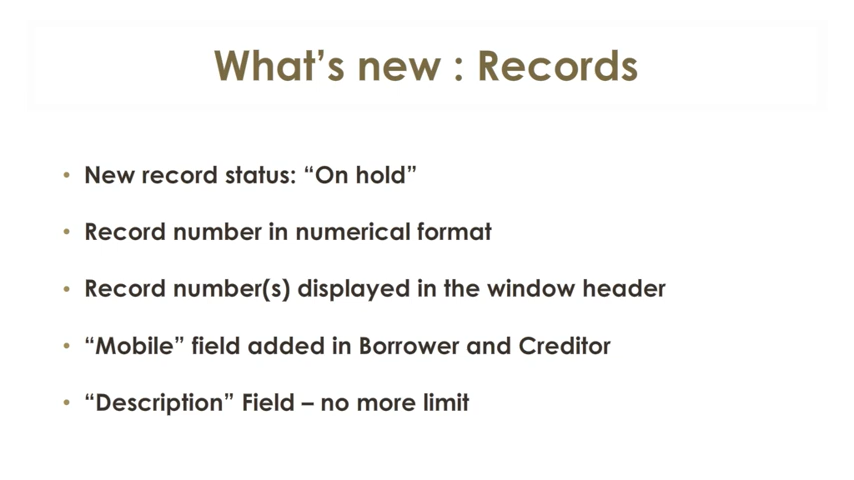 What’s new : Records
• New record status: “On hold”
• Record number in numerical format
• Record number(s) displayed in the window header
• “Mobile” field added in Borrower and Creditor
• “Description” Field – no more limit